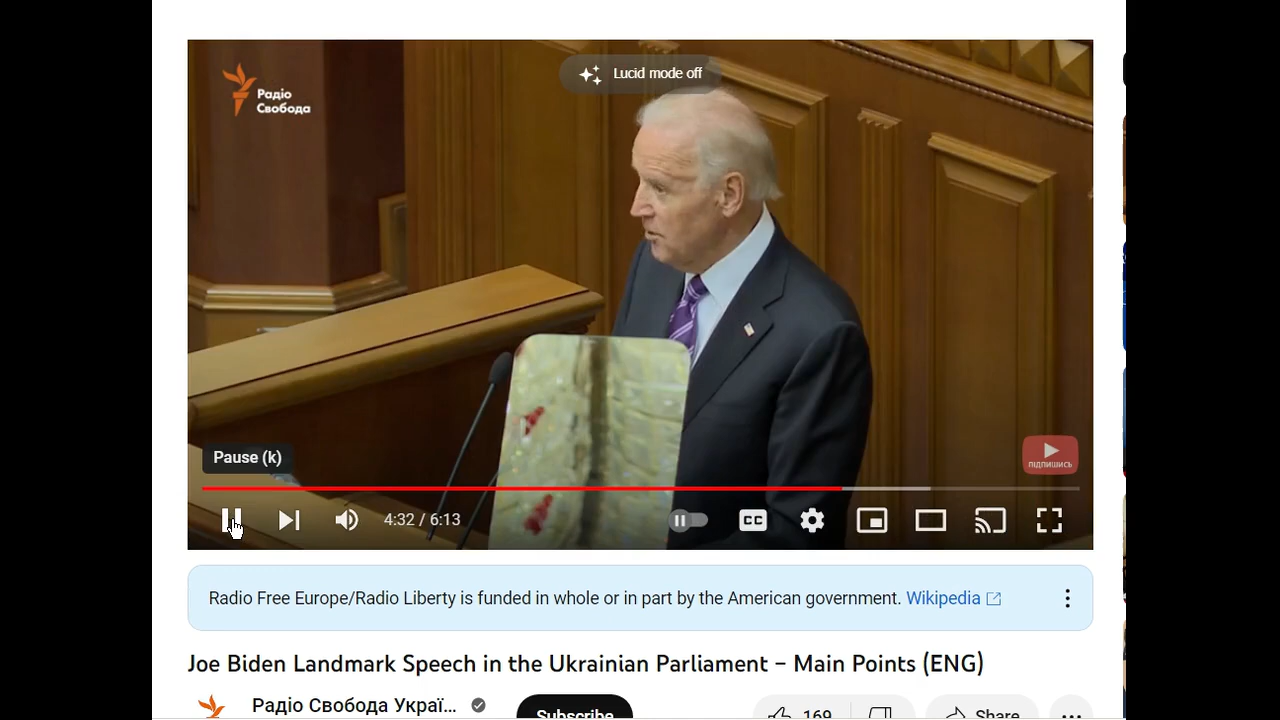 Lucid mode off
Радіо
Свобода
Pause (k)
підпишись
4:32 / 6:13
CC
Radio Free Europe/Radio Liberty is funded in whole or in part by the American government. Wikipedia
Joe Biden Landmark Speech in the Ukrainian Parliament – Main Points (ENG)
Радіо Свобода Украї...
Subscribe
169
Share